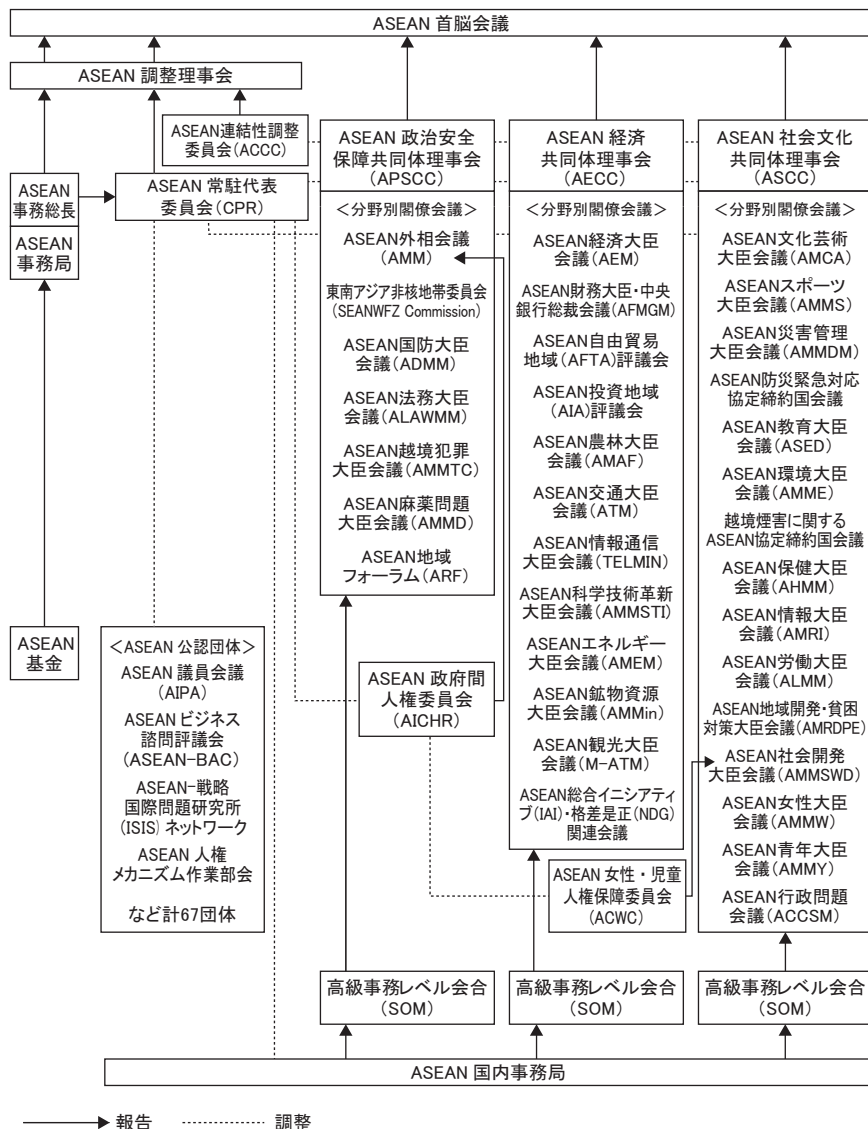 ASEAN 首脳会議
ASEAN 調整理事会
ASEAN連結性調整
委員会(ACCC)
ASEAN
事務総長
ASEAN
事務局
ASEAN 常駐代表
委員会(CPR)
ASEAN
基金
<ASEAN 公認団体>
ASEAN 議員会議
(AIPA)
ASEAN ビジネス
諮問評議会
(ASEAN-BAC)
ASEAN-戦略
国際問題研究所
(ISIS)ネットワーク
ASEAN 人権
メカニズム作業部会
など計67団体
ASEAN 政治安全
保障共同体理事会
(APSCC)
<分野別閣僚会議>
ASEAN外相会議
(AMM)
東南アジア非核地帯委員会
(SEANWFZ Commission)
ASEAN国防大臣
会議(ADMM)
ASEAN法務大臣
会議(ALAWMM)
ASEAN越境犯罪
大臣会議(AMMTC)
ASEAN麻薬問題
大臣会議(AMMD)
ASEAN地域
フォーラム(ARF)
ASEAN 政府間
人権委員会
(AICHR)
ASEAN 経済
共同体理事会
(AECC)
<分野別閣僚会議>
ASEAN経済大臣
会議(AEM)
ASEAN財務大臣・中央
銀行総裁会議(AFMGM)
ASEAN自由貿易
地域(AFTA)評議会
ASEAN投資地域
(AIA)評議会
ASEAN農林大臣
会議(AMAF)
ASEAN交通大臣
会議(ATM)
ASEAN情報通信
大臣会議(TELMIN)
ASEAN科学技術革新
大臣会議(AMMSTI)
ASEANエネルギー
大臣会議(AMEM)
ASEAN鉱物資源
大臣会議(AMMin)
ASEAN観光大臣
会議(M-ATM)
ASEAN総合イニシアティ
ブ(IAI)・格差是正(NDG)
関連会議
ASEAN 女性・児童
人権保障委員会
(ACWC)
ASEAN 社会文化
共同体理事会
(ASCC)
<分野別閣僚会議>
ASEAN文化芸術
大臣会議(AMCA)
ASEANスポーツ
大臣会議(AMMS)
ASEAN災害管理
大臣会議(AMMDM)
ASEAN防災緊急対応
協定締約国会議
ASEAN教育大臣
会議(ASED)
ASEAN環境大臣
会議(AMME)
越境煙害に関する
ASEAN協定締約国会議
ASEAN保健大臣
会議(AHMM)
ASEAN情報大臣
会議(AMRI)
ASEAN労働大臣
会議(ALMM)
ASEAN地域開発・貧困
対策大臣会議(AMRDPE)
ASEAN社会開発
大臣会議(AMMSWD)
ASEAN女性大臣
会議(AMMW)
ASEAN青年大臣
会議(AMMY)
ASEAN行政問題
会議(ACCSM)
高級事務レベル会合
(SOM)
高級事務レベル会合
(SOM)
高級事務レベル会合
(SOM)
ASEAN 国内事務局
報告
調整